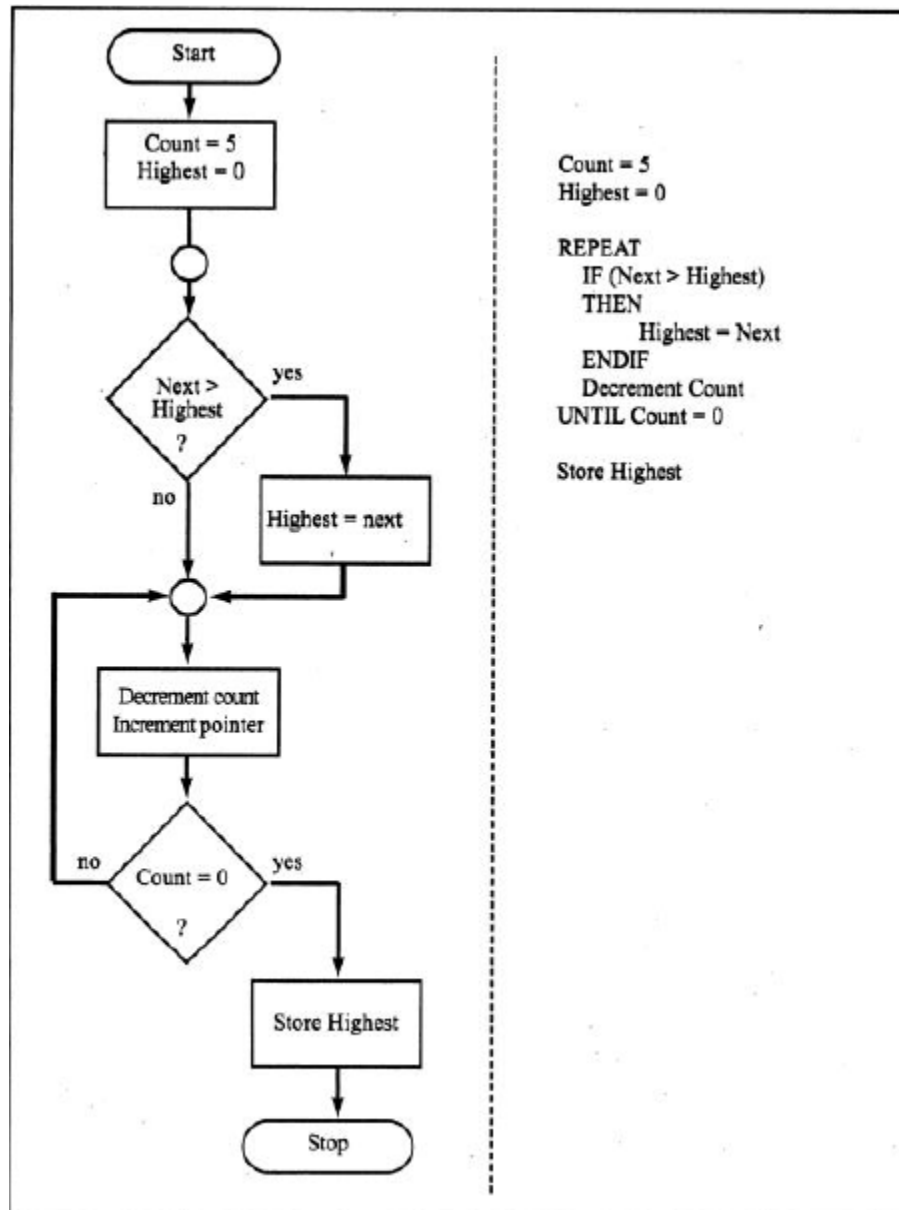 Start
Count = 5
Highest = 0
Next >
Highest
?
yes
no
Highest = next
Decrement count
Increment pointer
Count = 0
?
no
yes
Store Highest
Stop
Count = 5
Highest = 0
REPEAT
IF (Next > Highest)
THEN
Highest = Next
ENDIF
Decrement Count
UNTIL Count = 0
Store Highest